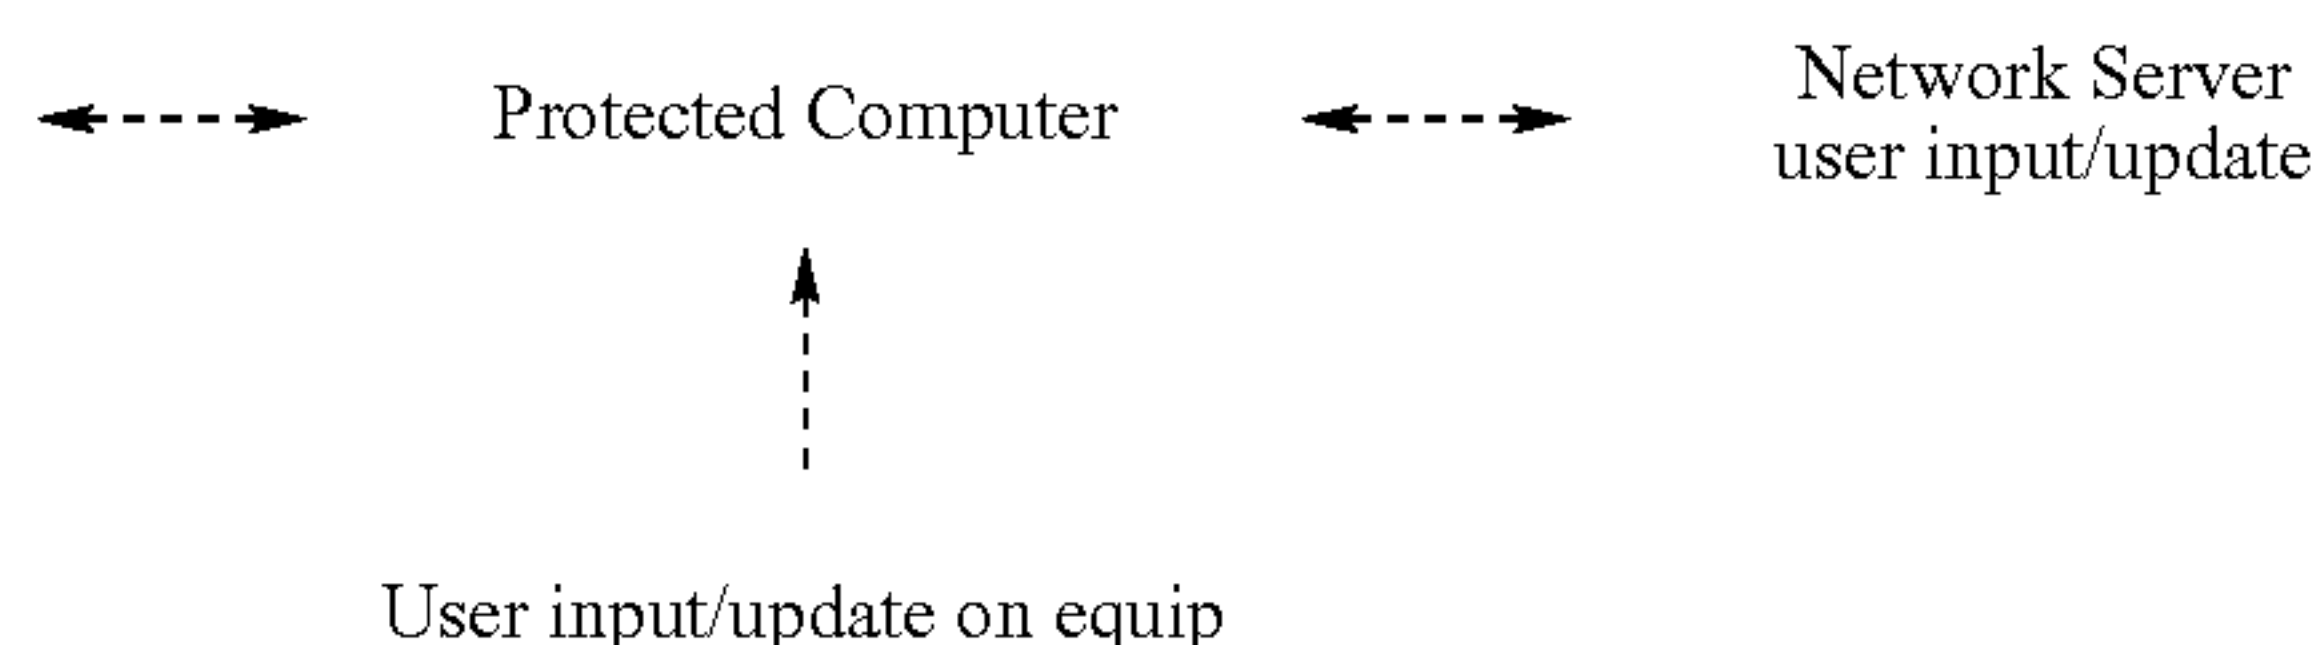 Protected Computer
Network Server
user input/update
User input/update on equip